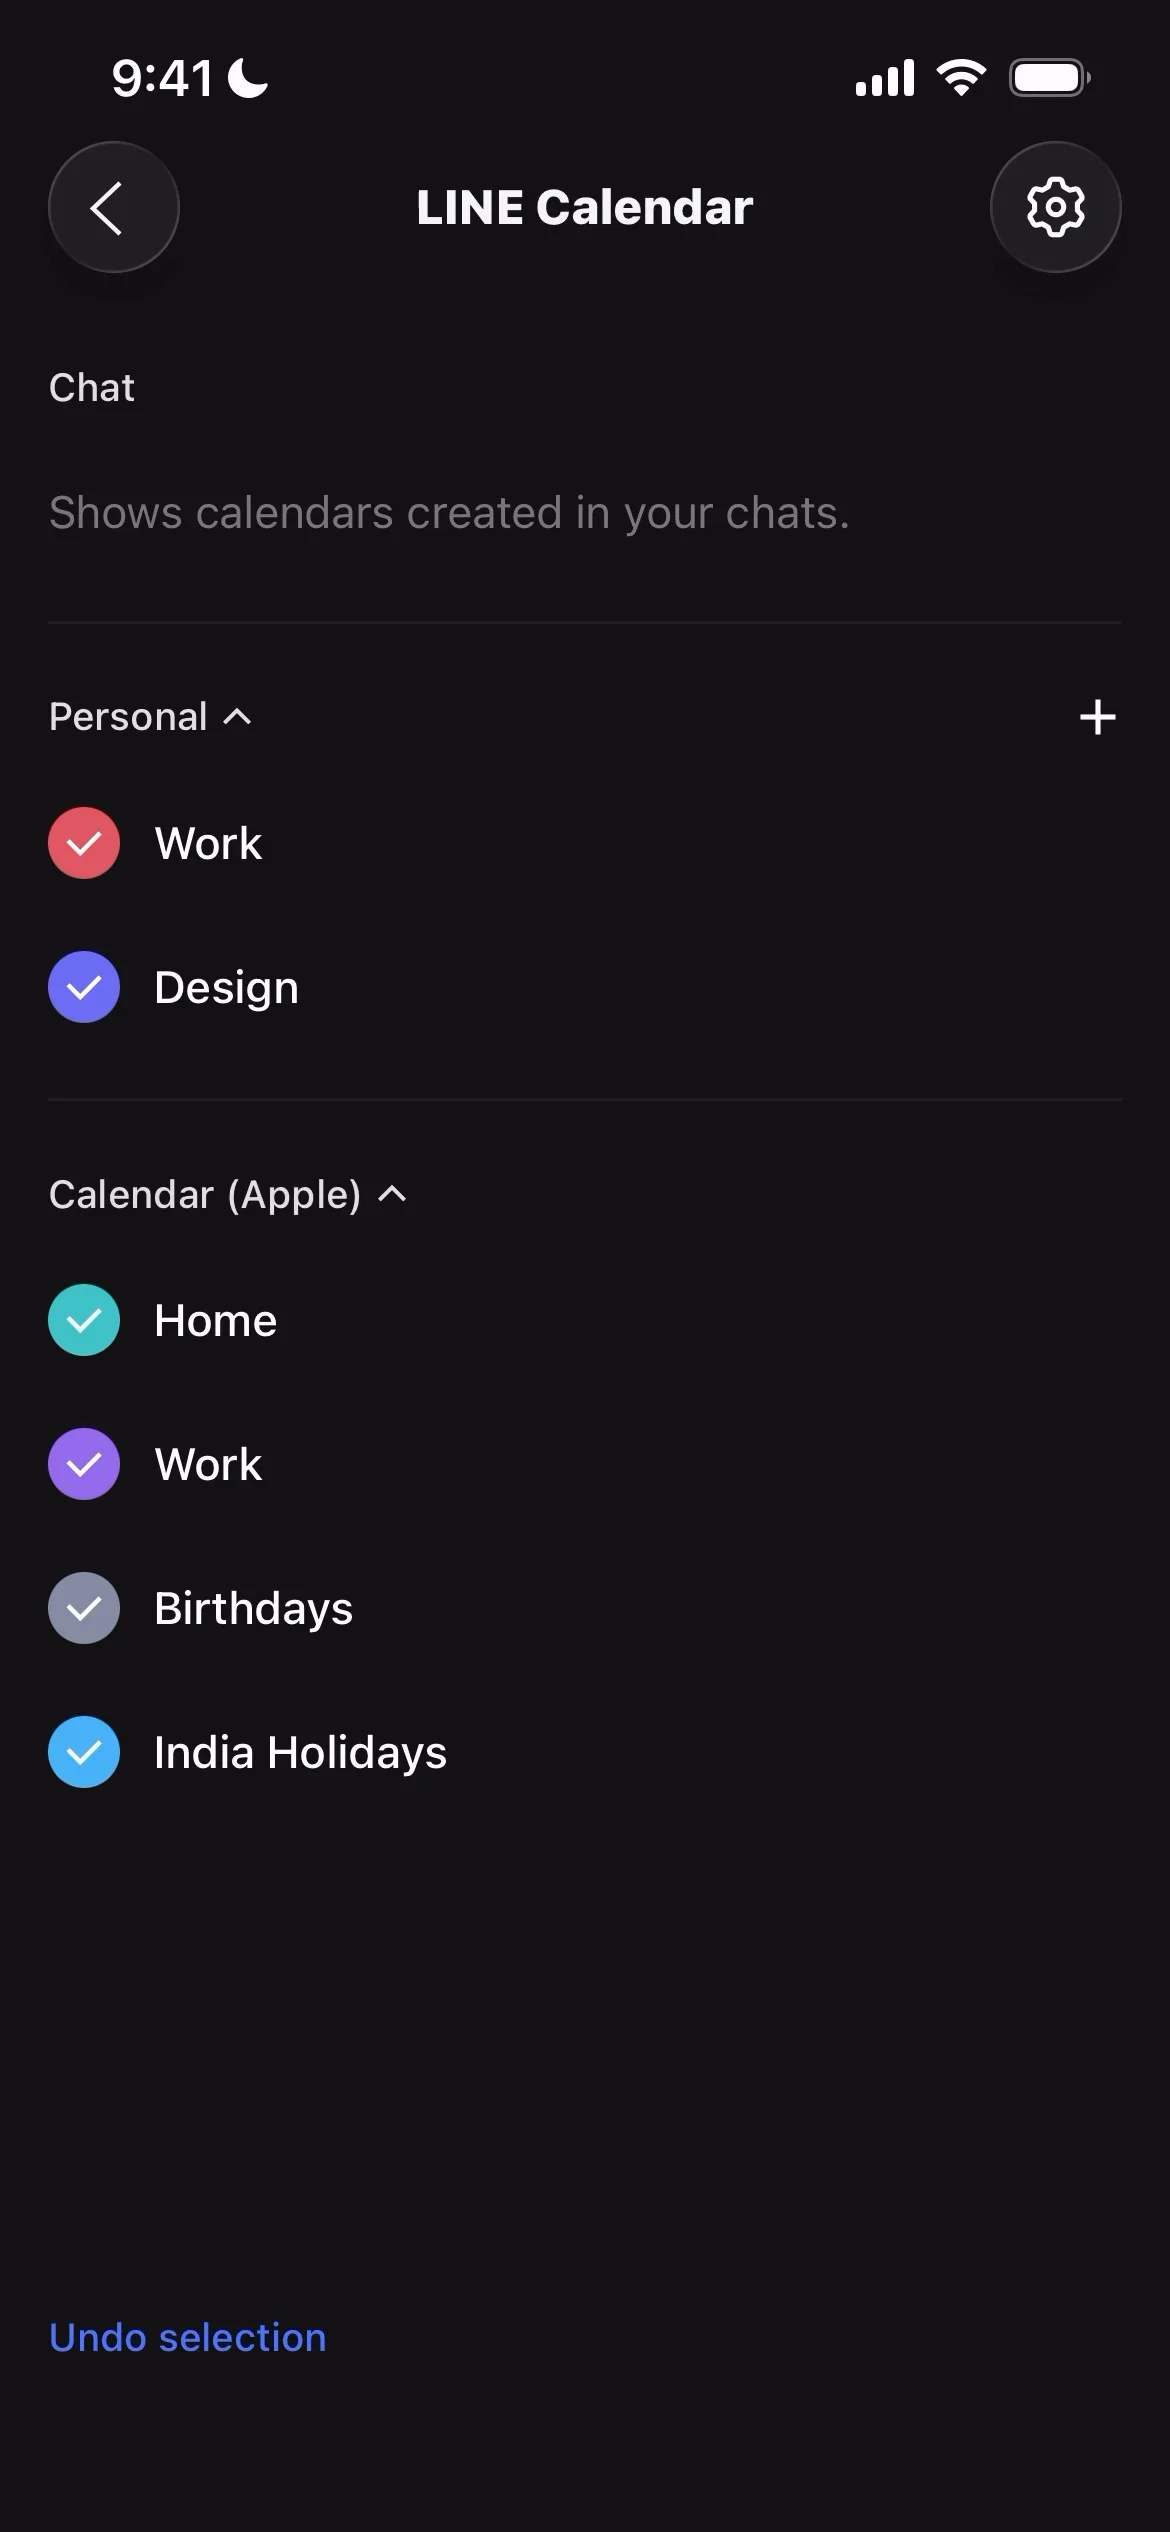 9:41
LINE Calendar
Chat
Shows calendars created in your chats.
Personal
Work
Design
Calendar (Apple)
Home
Work
Birthdays
India Holidays
Undo selection